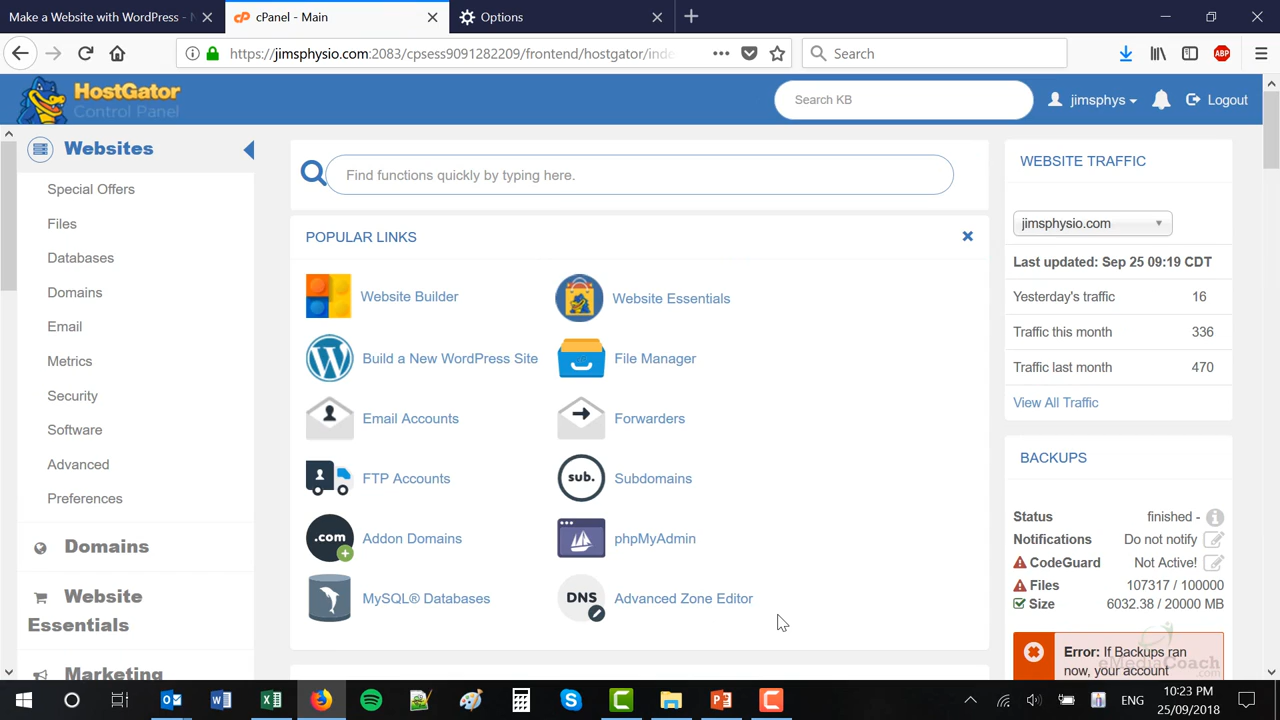 Make a Website with WordPress -
cPanel - Main
Options
https://jimsphysio.com:2083/cpsess9091282209/frontend/hostgator/inde
Search
HostGator
Control Panel
Search KB
jimsphys
Logout
Websites
Special Offers
Files
Databases
Domains
Email
Metrics
Security
Software
Advanced
Preferences
Domains
Website
Essentials
Marketing
Find functions quickly by typing here.
POPULAR LINKS
Website Builder
Website Essentials
Build a New WordPress Site
File Manager
Email Accounts
Forwarders
FTP Accounts
sub.
Subdomains
.com
Addon Domains
phpMyAdmin
MySQL® Databases
DNS
Advanced Zone Editor
WEBSITE TRAFFIC
jimsphysio.com
Last updated: Sep 25 09:19 CDT
Yesterday's traffic 16
Traffic this month 336
Traffic last month 470
View All Traffic
BACKUPS
Status finished -
Notifications Do not notify
CodeGuard Not Active!
Files 107317 / 100000
Size 6032.38 / 20000 MB
Error: If Backups ran
now, your account
eMediaCoach
.com
ABP
ENG
10:23 PM
25/09/2018